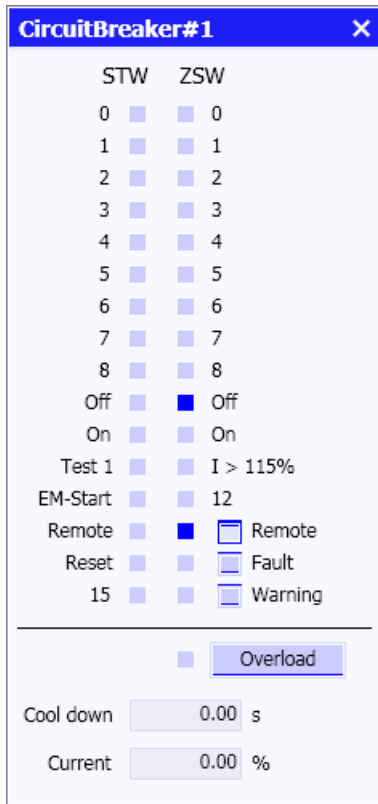 CircuitBreaker#1
STW ZSW
0 0
1 1
2 2
3 3
4 4
5 5
6 6
7 7
8 8
Off Off
On On
Test 1 I > 115%
EM-Start 12
Remote Remote
Reset Fault
15 Warning
Overload
Cool down 0.00 s
Current 0.00 %